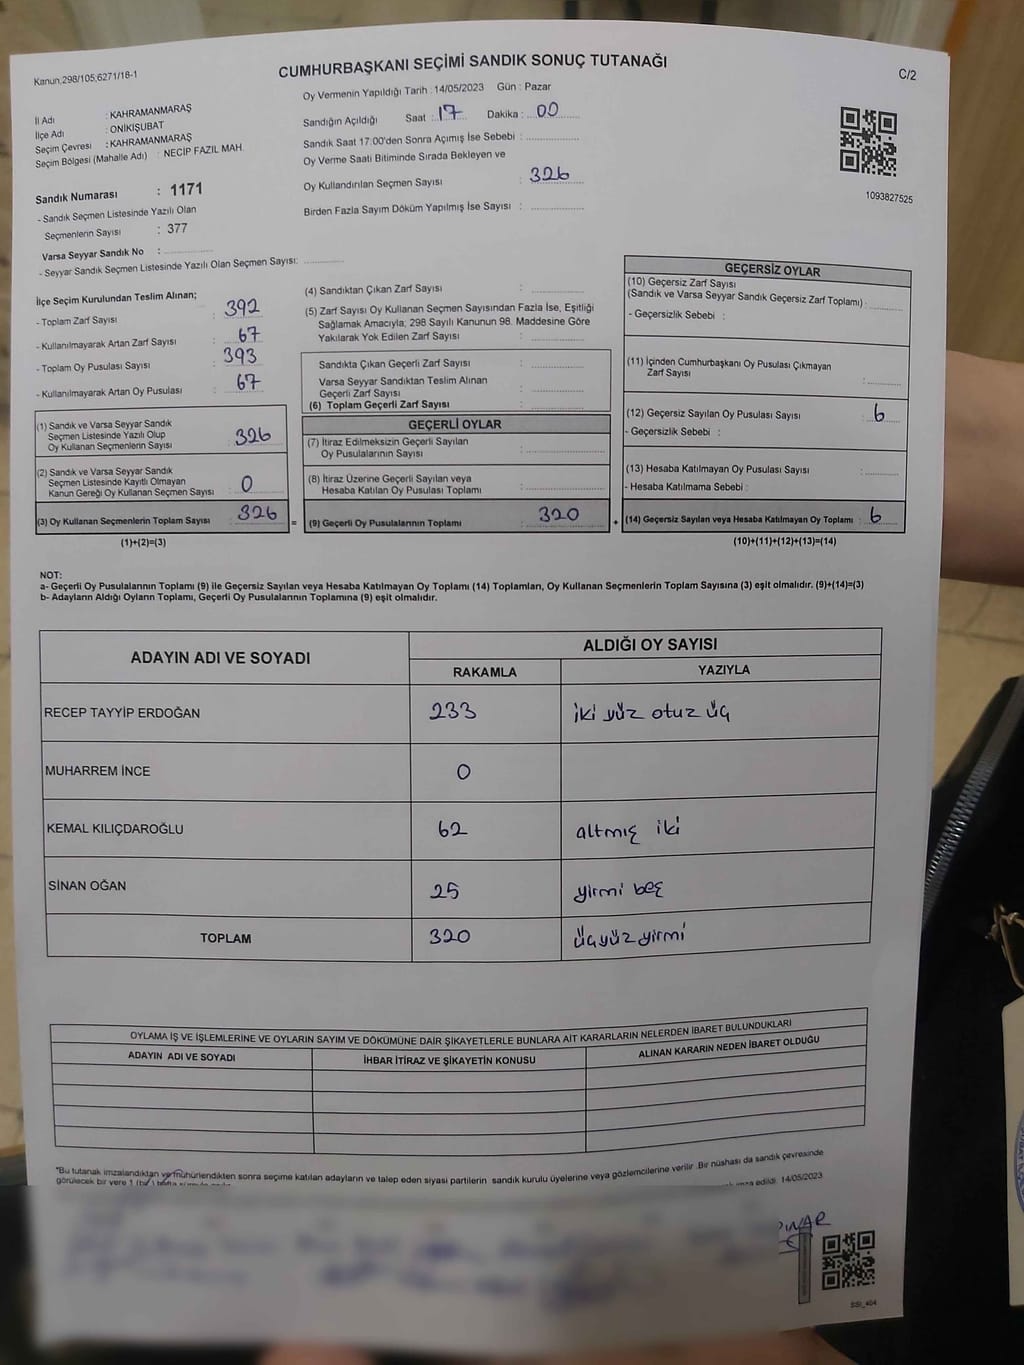 Kanun:298/105;6271/18-1
CUMHURBAŞKANI SEÇİMİ SANDIK SONUÇ TUTANAĞI
C/2
İl Adı : KAHRAMANMARAŞ
İlçe Adı : ONİKİŞUBAT
Seçim Çevresi : KAHRAMANMARAŞ
Seçim Bölgesi (Mahalle Adı) : NECİP FAZIL MAH.
Sandık Numarası : 1171
- Sandık Seçmen Listesinde Yazılı Olan
Seçmenlerin Sayısı : 377
Varsa Seyyar Sandık No :
- Seyyar Sandık Seçmen Listesinde Yazılı Olan Seçmen Sayısı:
Oy Vermenin Yapıldığı Tarih : 14/05/2023 Gün : Pazar
Sandığın Açıldığı Saat : 17 Dakika : 00
Sandık Saat 17:00'den Sonra Açımış İse Sebebi :
Oy Verme Saati Bitiminde Sırada Bekleyen ve
Oy Kullandırılan Seçmen Sayısı : 326
Birden Fazla Sayım Döküm Yapılmış İse Sayısı :
1093827525
İlçe Seçim Kurulundan Teslim Alınan;
- Toplam Zarf Sayısı : 392
- Kullanılmayarak Artan Zarf Sayısı : 67
- Toplam Oy Pusulası Sayısı : 393
- Kullanılmayarak Artan Oy Pusulası : 67
(1) Sandık ve Varsa Seyyar Sandık
Seçmen Listesinde Yazılı Olup
Oy Kullanan Seçmenlerin Sayısı : 326
(2) Sandık ve Varsa Seyyar Sandık
Seçmen Listesinde Kayıtlı Olmayan
Kanun Gereği Oy Kullanan Seçmen Sayısı : 0
(3) Oy Kullanan Seçmenlerin Toplam Sayısı : 326
(1)+(2)=(3)
(4) Sandıktan Çıkan Zarf Sayısı :
(5) Zarf Sayısı Oy Kullanan Seçmen Sayısından Fazla İse, Eşitliği
Sağlamak Amacıyla; 298 Sayılı Kanunun 98. Maddesine Göre
Yakılarak Yok Edilen Zarf Sayısı :
Sandıkta Çıkan Geçerli Zarf Sayısı :
Varsa Seyyar Sandıktan Teslim Alınan
Geçerli Zarf Sayısı :
(6) Toplam Geçerli Zarf Sayısı :
GEÇERLİ OYLAR
(7) İtiraz Edilmeksizin Geçerli Sayılan
Oy Pusulalarının Sayısı :
(8) İtiraz Üzerine Geçerli Sayılan veya
Hesaba Katılan Oy Pusulası Toplamı :
= (9) Geçerli Oy Pusulalarının Toplamı : 320 +
GEÇERSİZ OYLAR
(10) Geçersiz Zarf Sayısı
(Sandık ve Varsa Seyyar Sandık Geçersiz Zarf Toplamı) :
- Geçersizlik Sebebi :
(11) İçinden Cumhurbaşkanı Oy Pusulası Çıkmayan
Zarf Sayısı :
(12) Geçersiz Sayılan Oy Pusulası Sayısı : 6
- Geçersizlik Sebebi :
(13) Hesaba Katılmayan Oy Pusulası Sayısı :
- Hesaba Katılmama Sebebi :
(14) Geçersiz Sayılan veya Hesaba Katılmayan Oy Toplamı : 6
(10)+(11)+(12)+(13)=(14)
NOT:
a- Geçerli Oy Pusulalarının Toplamı (9) ile Geçersiz Sayılan veya Hesaba Katılmayan Oy Toplamı (14) Toplamları, Oy Kullanan Seçmenlerin Toplam Sayısına (3) eşit olmalıdır. (9)+(14)=(3)
b- Adayların Aldığı Oyların Toplamı, Geçerli Oy Pusulalarının Toplamına (9) eşit olmalıdır.
ADAYIN ADI VE SOYADI
ALDIĞI OY SAYISI
RAKAMLA YAZIYLA
RECEP TAYYİP ERDOĞAN 233 iki yüz otuz üç
MUHARREM İNCE 0
KEMAL KILIÇDAROĞLU 62 altmış iki
SİNAN OĞAN 25 yirmi beş
TOPLAM 320 üçyüz yirmi
OYLAMA İŞ VE İŞLEMLERİNE VE OYLARIN SAYIM VE DÖKÜMÜNE DAİR ŞİKAYETLERLE BUNLARA AİT KARARLARIN NELERDEN İBARET BULUNDUKLARI
ADAYIN ADI VE SOYADI İHBAR İTİRAZ VE ŞİKAYETİN KONUSU ALINAN KARARIN NEDEN İBARET OLDUĞU
"Bu tutanak imzalandıktan ve mühürlendikten sonra seçime katılan adayların ve talep eden siyasi partilerin sandık kurulu üyelerine veya gözlemcilerine verilir. Bir nüshası da sandık çevresinde
görülecek bir yere 1 (bir) hafta imza edildi. 14/05/2023
SSI_404